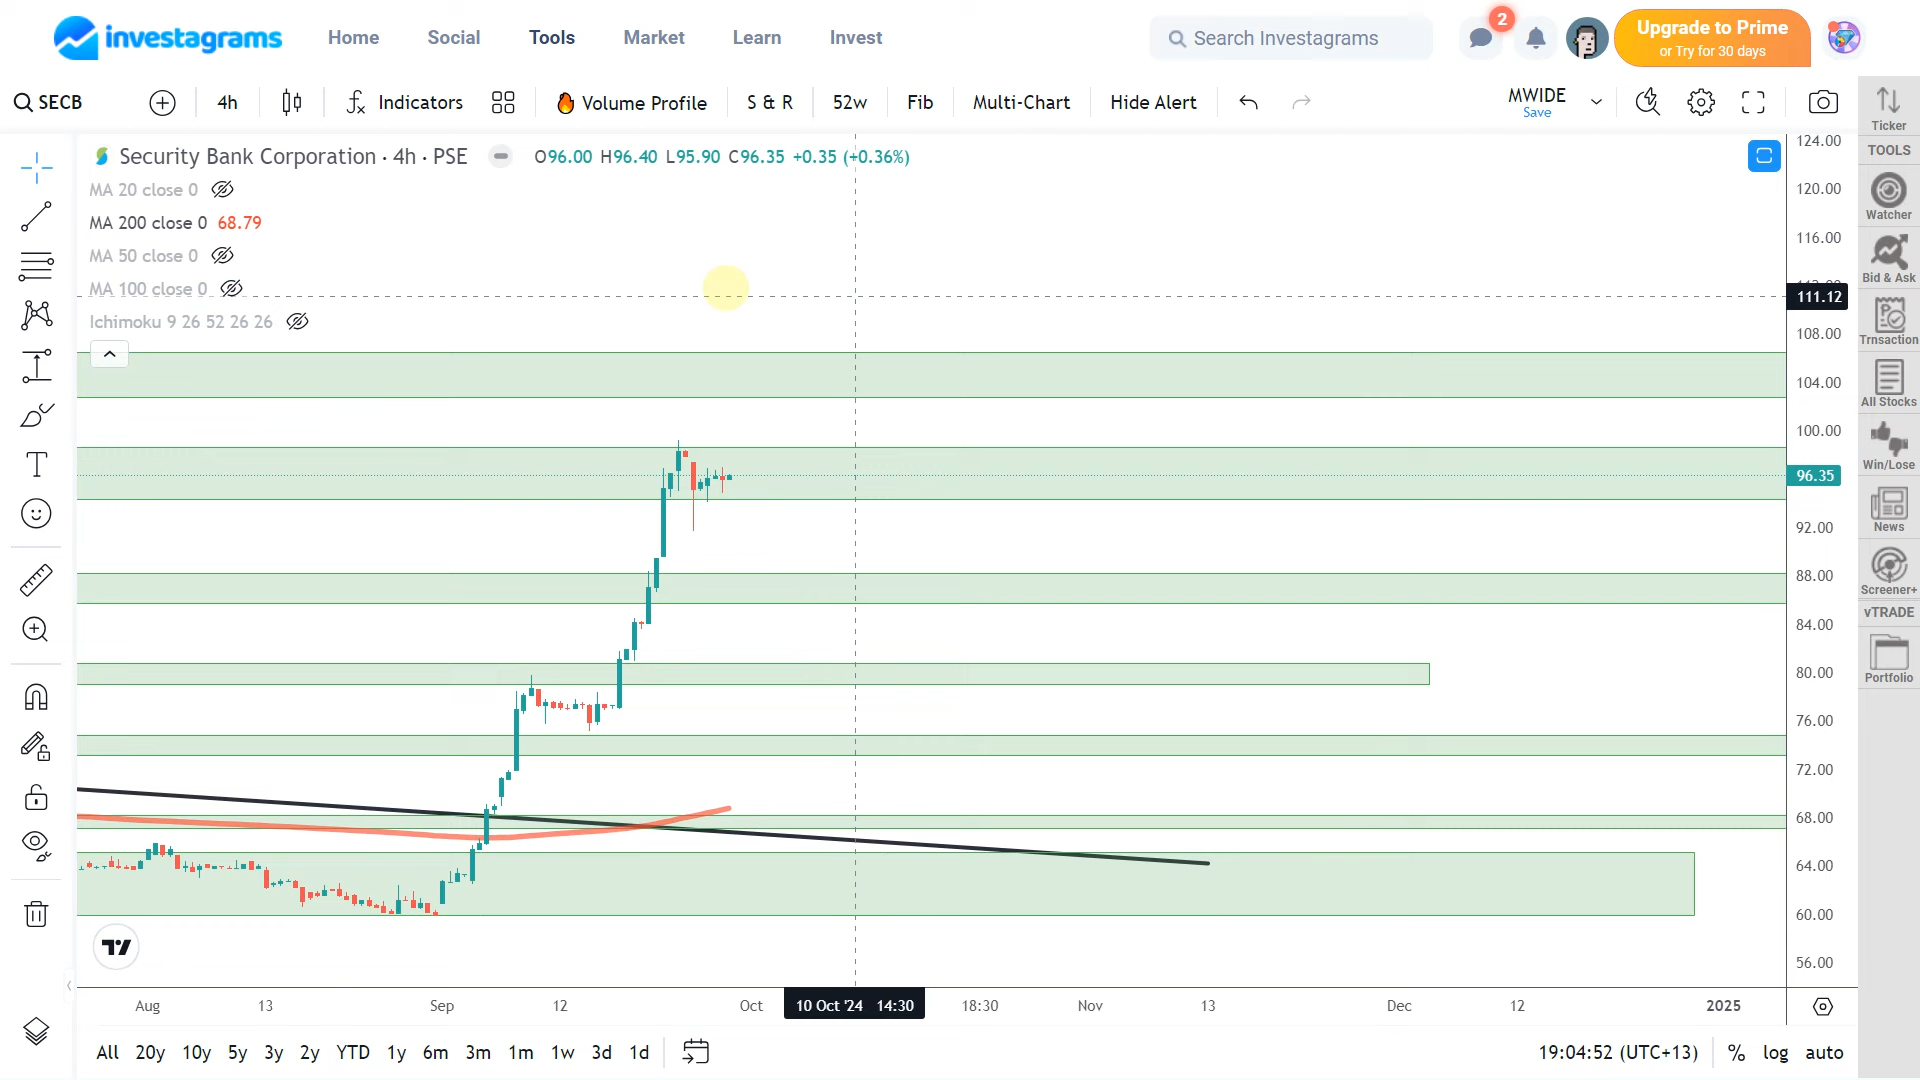 investagrams Home Social Tools Market Learn Invest Search Investagrams 2 Upgrade to Prime
or Try for 30 days
SECB 4h Indicators Volume Profile S & R 52w Fib Multi-Chart Hide Alert MWIDE
Save
Security Bank Corporation · 4h · PSE O96.00 H96.40 L95.90 C96.35 +0.35 (+0.36%)
MA 20 close 0
MA 200 close 0 68.79
MA 50 close 0
MA 100 close 0
Ichimoku 9 26 52 26 26
124.00
120.00
116.00
111.12
108.00
104.00
100.00
96.35
92.00
88.00
84.00
80.00
76.00
72.00
68.00
64.00
60.00
56.00
Ticker
TOOLS
Watcher
Bid & Ask
Trnsaction
All Stocks
Win/Lose
News
Screener+
vTRADE
Portfolio
Aug 13 Sep 12 Oct 10 Oct '24 14:30 18:30 Nov 13 Dec 12 2025
All 20y 10y 5y 3y 2y YTD 1y 6m 3m 1m 1w 3d 1d 19:04:52 (UTC+13) % log auto